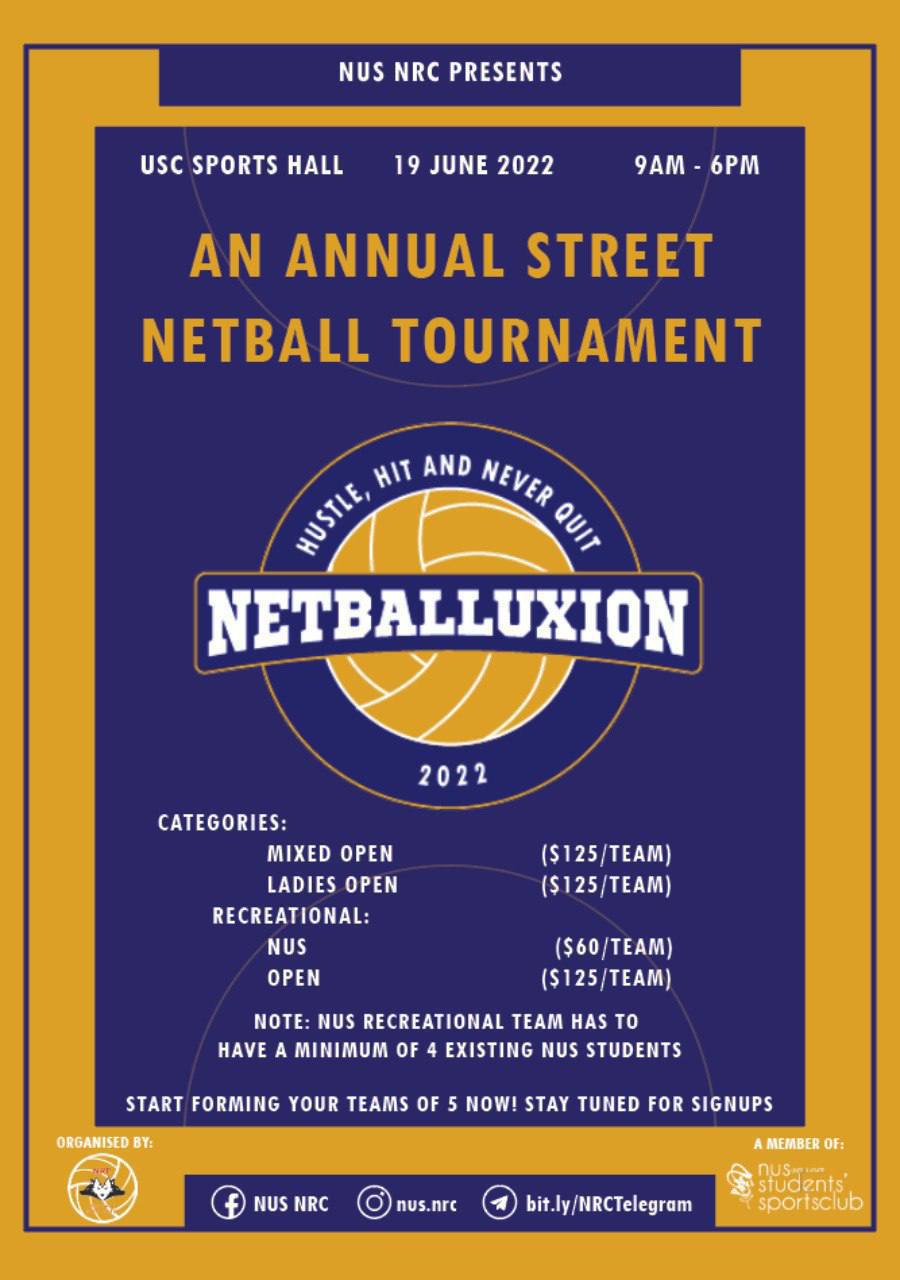 NUS NRC PRESENTS
USC SPORTS HALL 19 JUNE 2022 9AM - 6PM
AN ANNUAL STREET
NETBALL TOURNAMENT
HUSTLE, HIT AND NEVER QUIT
NETBALLUXION
2022
CATEGORIES:
MIXED OPEN ($125/TEAM)
LADIES OPEN ($125/TEAM)
RECREATIONAL:
NUS ($60/TEAM)
OPEN ($125/TEAM)
NOTE: NUS RECREATIONAL TEAM HAS TO
HAVE A MINIMUM OF 4 EXISTING NUS STUDENTS
START FORMING YOUR TEAMS OF 5 NOW! STAY TUNED FOR SIGNUPS
ORGANISED BY:
NRC
NUS NRC nus.nrc bit.ly/NRCTelegram
A MEMBER OF:
nus
students'
sportsclub